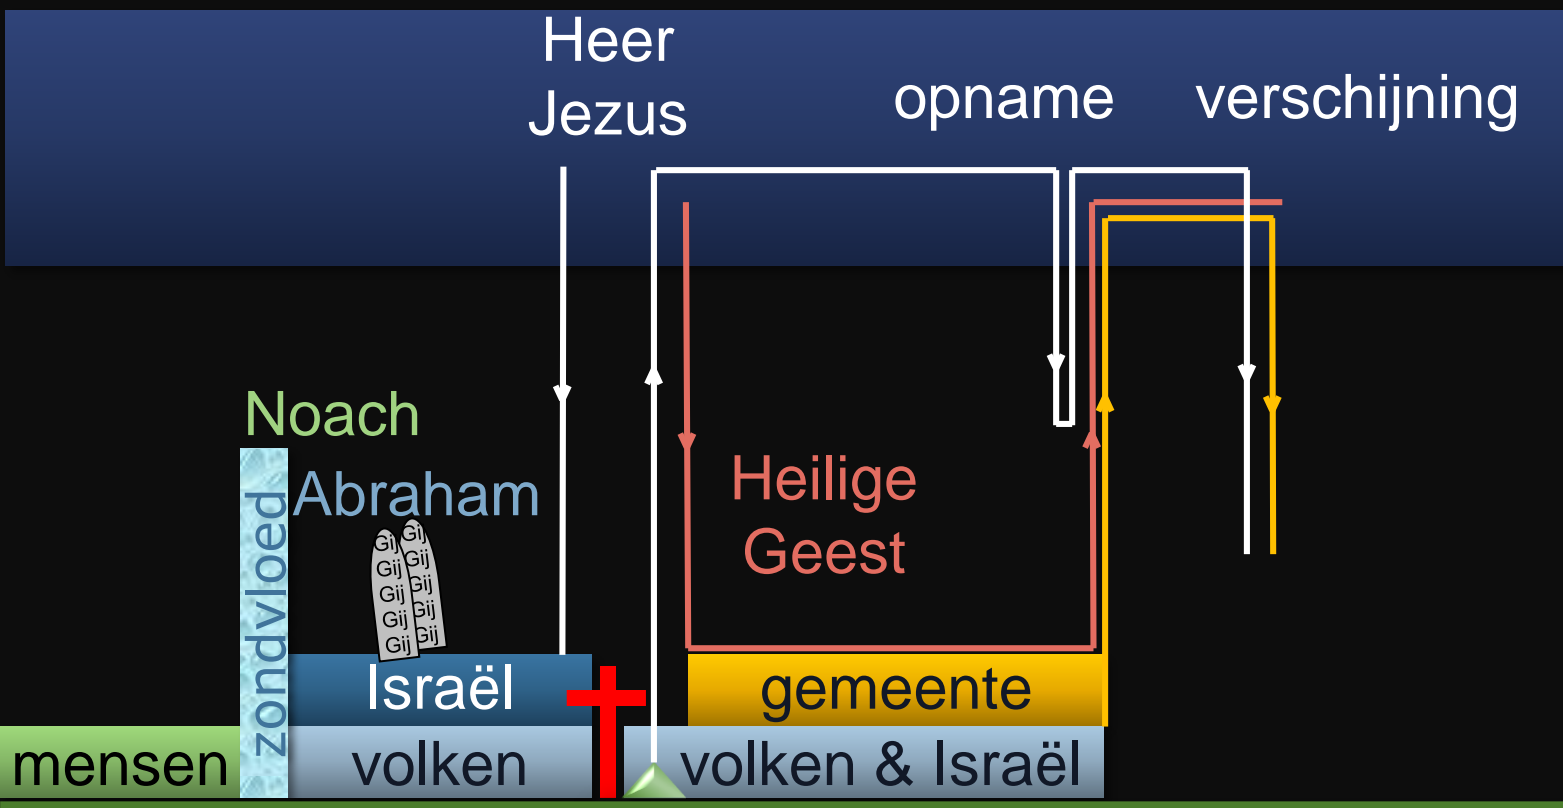 Heer
Jezus
opname
verschijning
Noach
Abraham
zondvloed
Gij
Gij
Gij
Gij
Gij
Gij
Gij
Gij
Gij
Gij
Heilige
Geest
Israël
gemeente
mensen
volken
volken & Israël